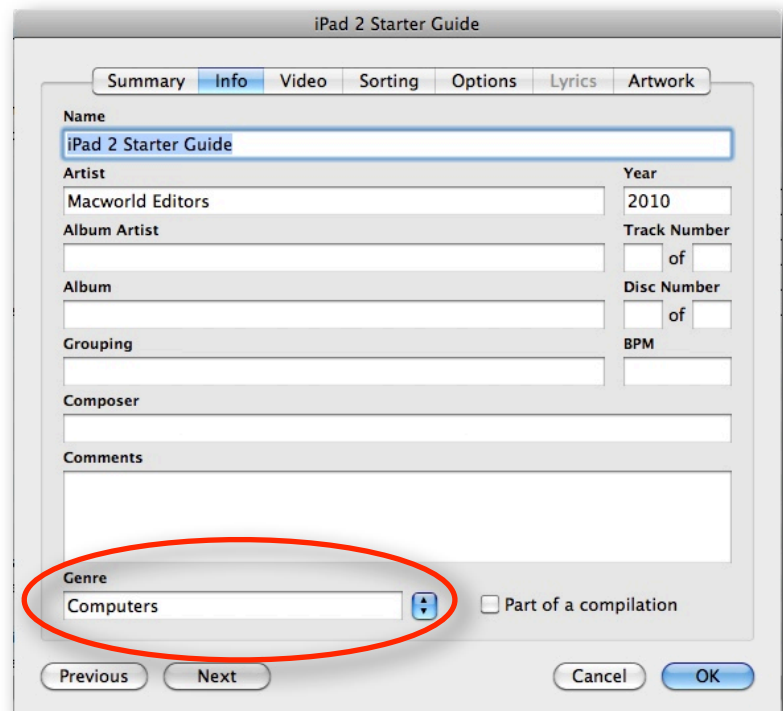 iPad 2 Starter Guide
Summary Info Video Sorting Options Lyrics Artwork
Name
iPad 2 Starter Guide
Artist Year
Macworld Editors 2010
Album Artist Track Number
of
Album Disc Number
of
Grouping BPM
Composer
Comments
Genre
Computers Part of a compilation
Previous Next Cancel OK